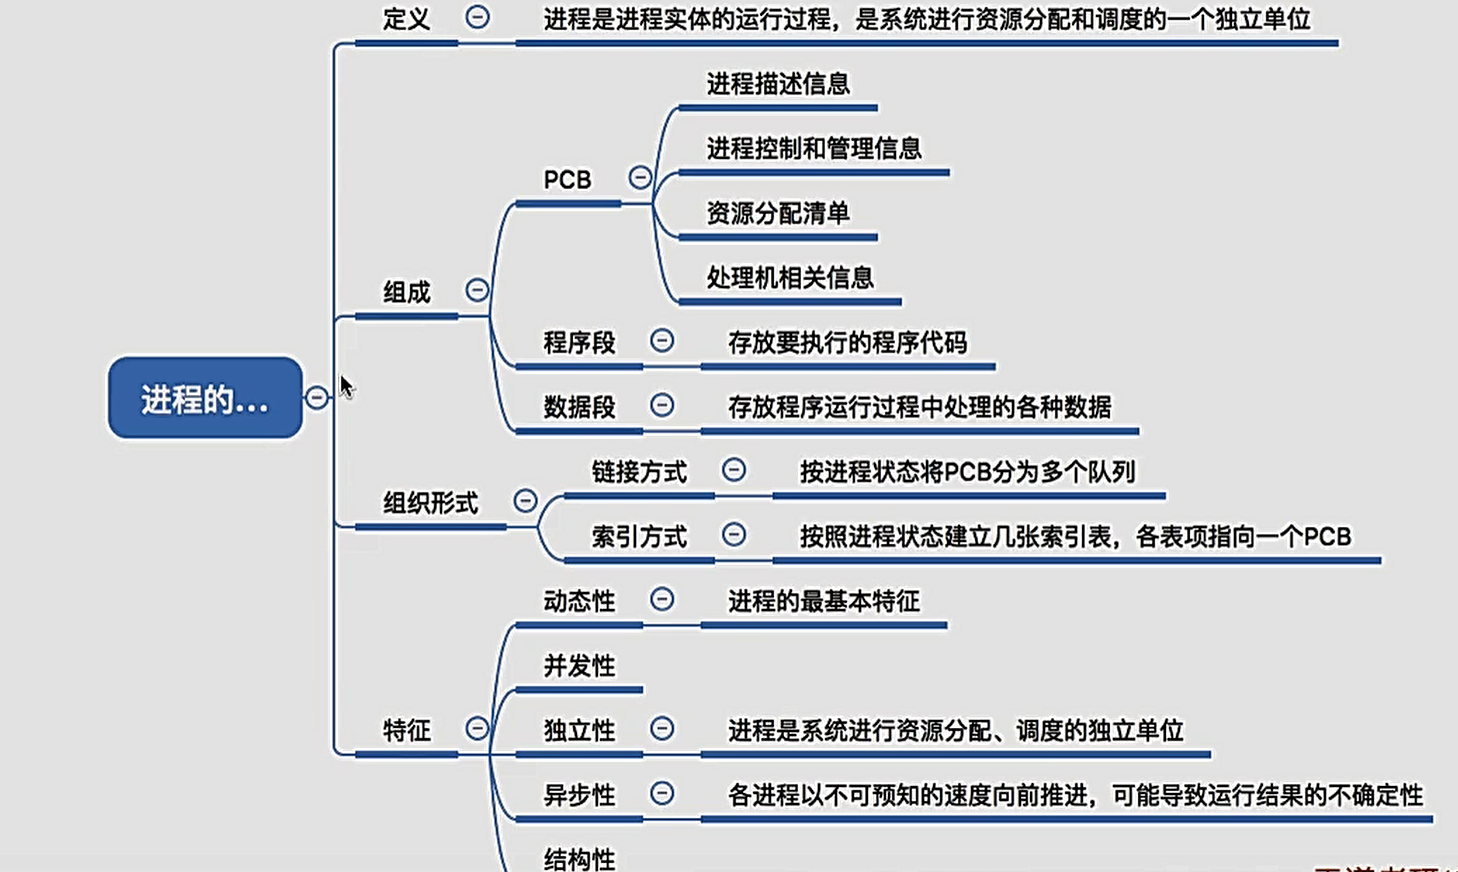 定义
进程是进程实体的运行过程，是系统进行资源分配和调度的一个独立单位
进程描述信息
进程控制和管理信息
PCB
资源分配清单
处理机相关信息
组成
程序段
存放要执行的程序代码
数据段
存放程序运行过程中处理的各种数据
进程的...
链接方式
按进程状态将PCB分为多个队列
组织形式
索引方式
按照进程状态建立几张索引表，各表项指向一个PCB
动态性
进程的最基本特征
并发性
特征
独立性
进程是系统进行资源分配、调度的独立单位
异步性
各进程以不可预知的速度向前推进，可能导致运行结果的不确定性
结构性